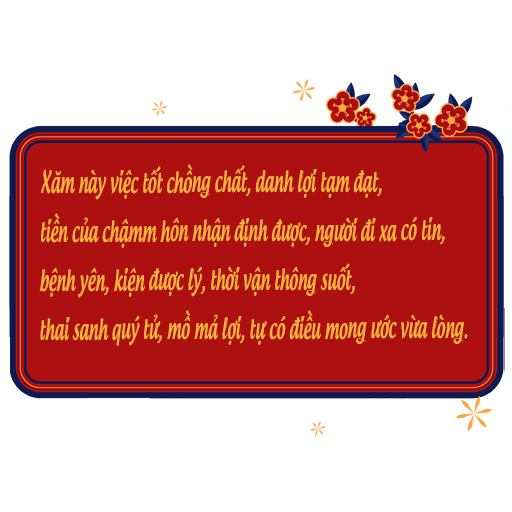 Xăm này việc tốt chồng chất, danh lợi tạm đạt,
tiền của chậmm hôn nhận định được, người đi xa có tin,
bệnh yên, kiện được lý, thời vận thông suốt,
thai sanh quý tử, mồ mả lợi, tự có điều mong ước vừa lòng.